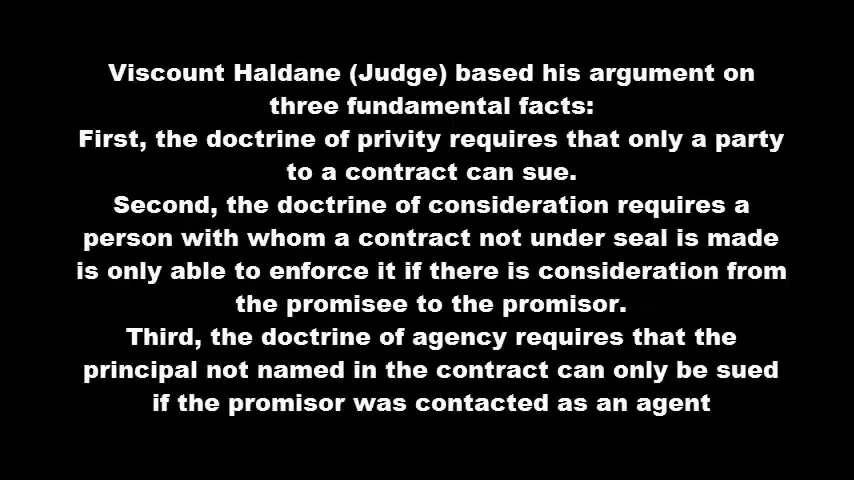 Viscount Haldane (Judge) based his argument on
three fundamental facts:
First, the doctrine of privity requires that only a party
to a contract can sue.
Second, the doctrine of consideration requires a
person with whom a contract not under seal is made
is only able to enforce it if there is consideration from
the promisee to the promisor.
Third, the doctrine of agency requires that the
principal not named in the contract can only be sued
if the promisor was contacted as an agent